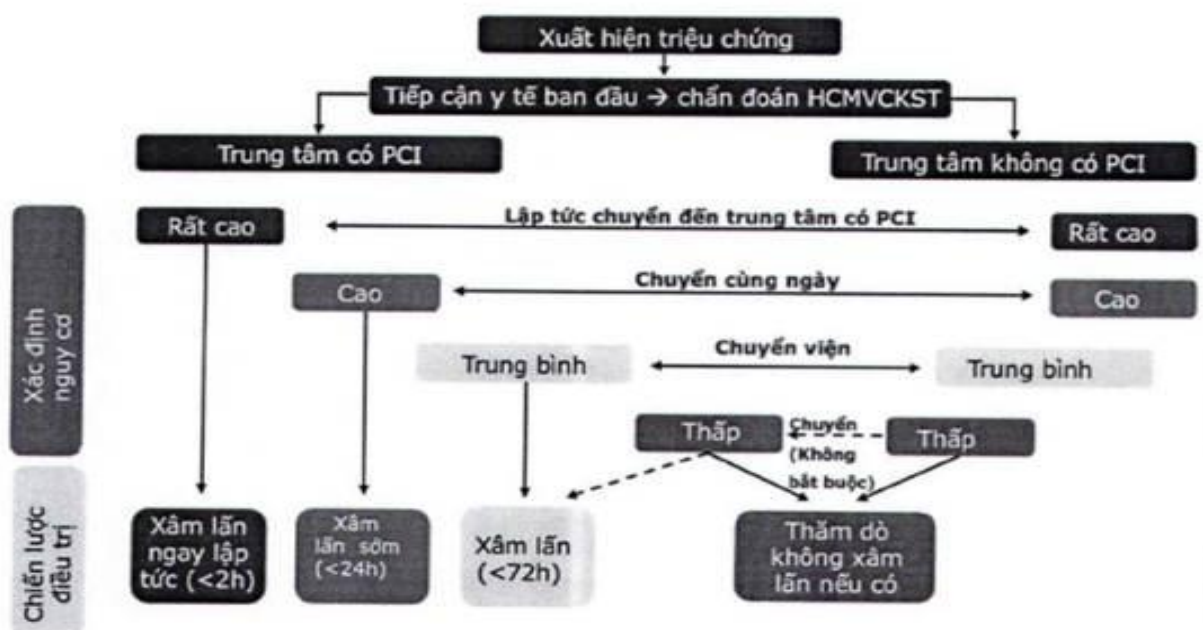 Xuất hiện triệu chứng
Tiếp cận y tế ban đầu → chẩn đoán HCMVCKST
Trung tâm có PCI
Trung tâm không có PCI
Xác định
nguy cơ
Rất cao
Lập tức chuyển đến trung tâm có PCI
Rất cao
Cao
Chuyển cùng ngày
Cao
Trung bình
Chuyển viện
Trung bình
Thấp
Chuyển
(Không
bắt buộc)
Thấp
Chiến lược
điều trị
Xâm lấn
ngay lập
tức (<2h)
Xâm
lấn sớm
(<24h)
Xâm lấn
(<72h)
Thăm dò
không xâm
lấn nếu có